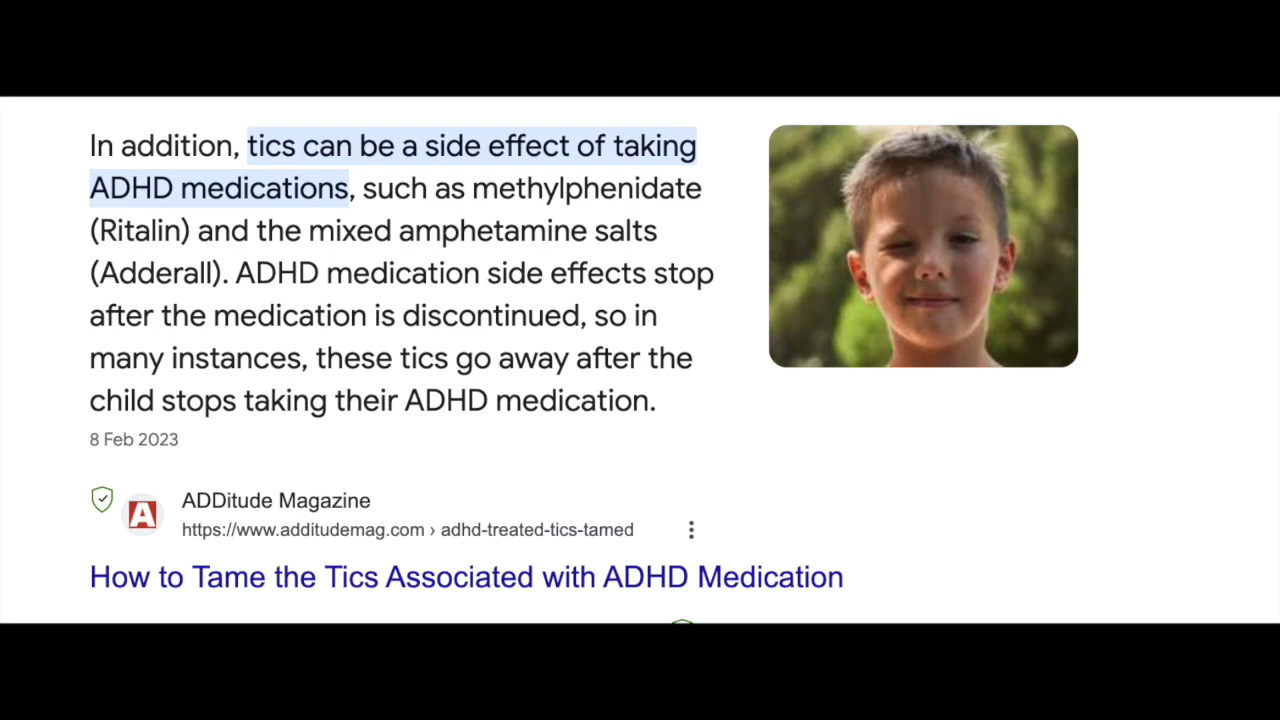 In addition, tics can be a side effect of taking
ADHD medications, such as methylphenidate
(Ritalin) and the mixed amphetamine salts
(Adderall). ADHD medication side effects stop
after the medication is discontinued, so in
many instances, these tics go away after the
child stops taking their ADHD medication.
8 Feb 2023
A
ADDitude Magazine
https://www.additudemag.com › adhd-treated-tics-tamed
How to Tame the Tics Associated with ADHD Medication